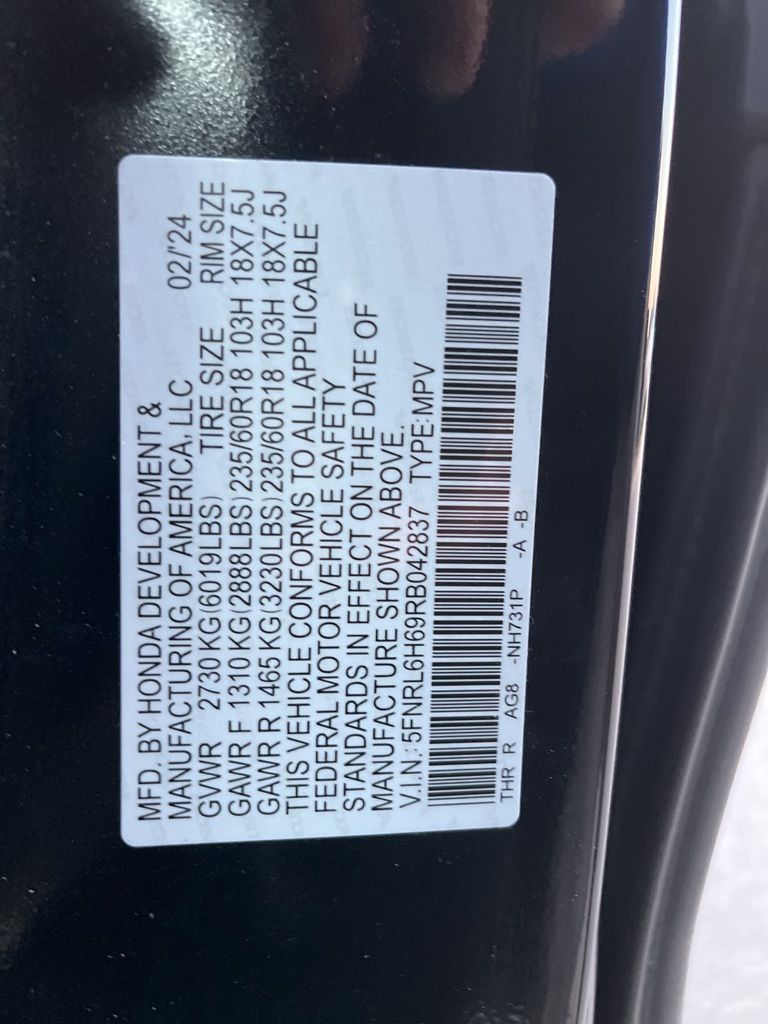 MFD. BY HONDA DEVELOPMENT & 02/'24
MANUFACTURING OF AMERICA, LLC
GVWR 2730 KG(6019LBS) TIRE SIZE RIM SIZE
GAWR F 1310 KG(2888LBS) 235/60R18 103H 18X7.5J
GAWR R 1465 KG(3230LBS) 235/60R18 103H 18X7.5J
THIS VEHICLE CONFORMS TO ALL APPLICABLE
FEDERAL MOTOR VEHICLE SAFETY
STANDARDS IN EFFECT ON THE DATE OF
MANUFACTURE SHOWN ABOVE.
V.I.N.: 5FNRL6H69RB042837 TYPE:MPV
THR R AG8 -NH731P -A -B